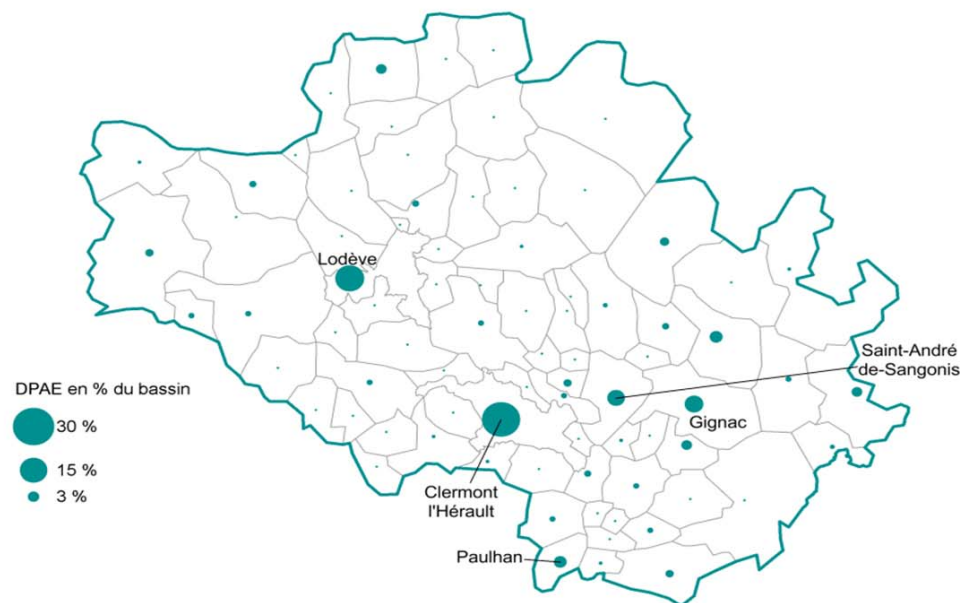 Lodève
Saint-André
de-Sangonis
DPAE en % du bassin
30 %
15 %
3 %
Gignac
Clermont
l'Hérault
Paulhan